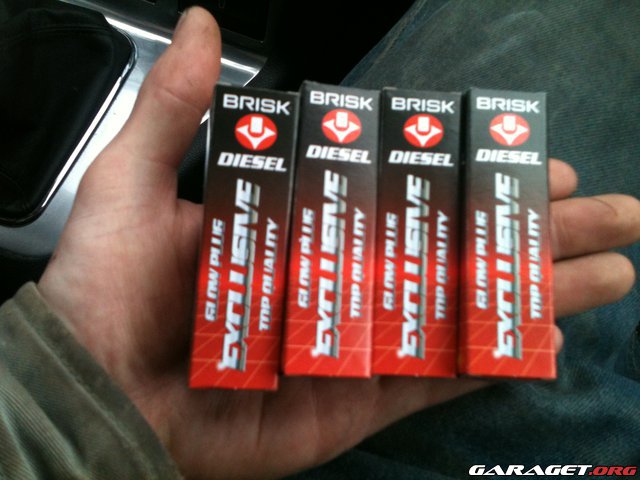 BRISK
DIESEL
GLOW PLUG
EXCLUSIVE
TOP QUALITY
BRISK
DIESEL
GLOW PLUG
EXCLUSIVE
TOP QUALITY
BRISK
DIESEL
GLOW PLUG
EXCLUSIVE
TOP QUALITY
BRISK
DIESEL
GLOW PLUG
EXCLUSIVE
TOP QUALITY
GARAGET.ORG